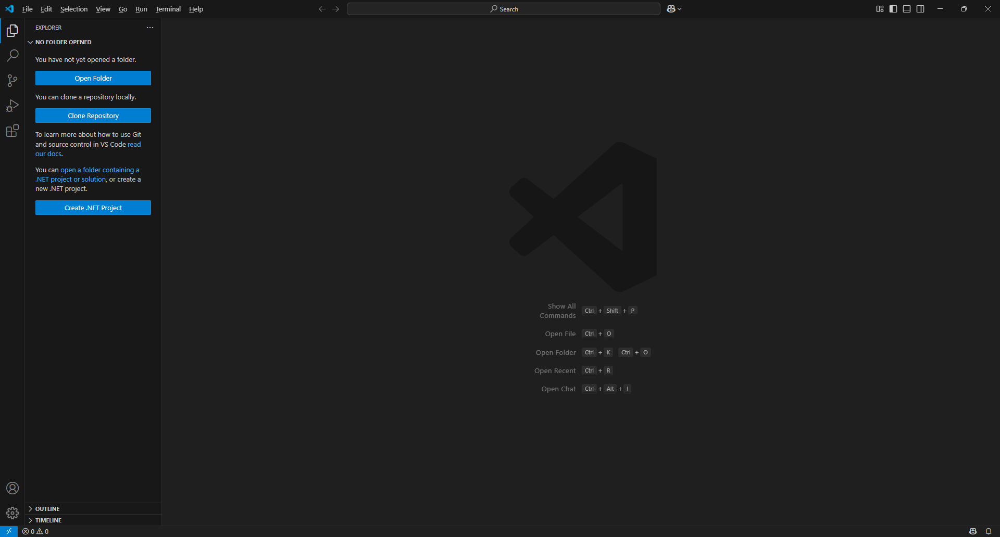 File Edit Selection View Go Run Terminal Help
Search
EXPLORER
NO FOLDER OPENED
You have not yet opened a folder.
Open Folder
You can clone a repository locally.
Clone Repository
To learn more about how to use Git
and source control in VS Code read
our docs.
You can open a folder containing a
.NET project or solution, or create a
new .NET project.
Create .NET Project
Show All
Commands Ctrl + Shift + P
Open File Ctrl + O
Open Folder Ctrl + K Ctrl + O
Open Recent Ctrl + R
Open Chat Ctrl + Alt + I
OUTLINE
TIMELINE
0 0